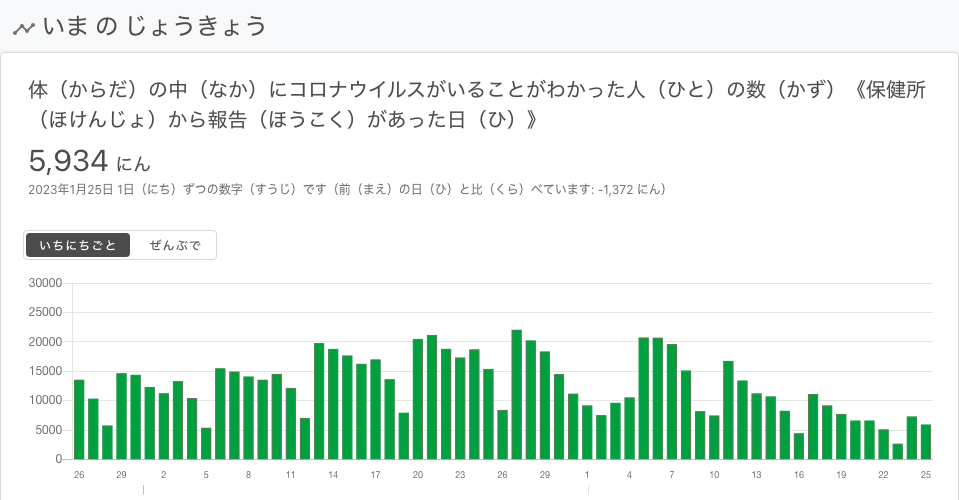 いま の じょうきょう
体（からだ）の中（なか）にコロナウイルスがいることがわかった人（ひと）の数（かず）《保健所
（ほけんじょ）から報告（ほうこく）があった日（ひ）》
5,934 にん
2023年1月25日 1日（にち）ずつの数字（すうじ）です（前（まえ）の日（ひ）と比（くら）べています: -1,372 にん）
いちにちごと ぜんぶで
30000
25000
20000
15000
10000
5000
0
26 29 2 5 8 11 14 17 20 23 26 29 1 4 7 10 13 16 19 22 25